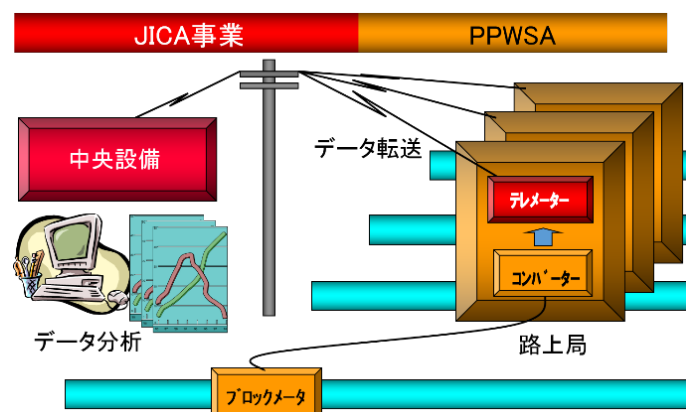 JICA事業
PPWSA
中央設備
データ転送
テレメーター
コンバーター
データ分析
路上局
ブロックメータ